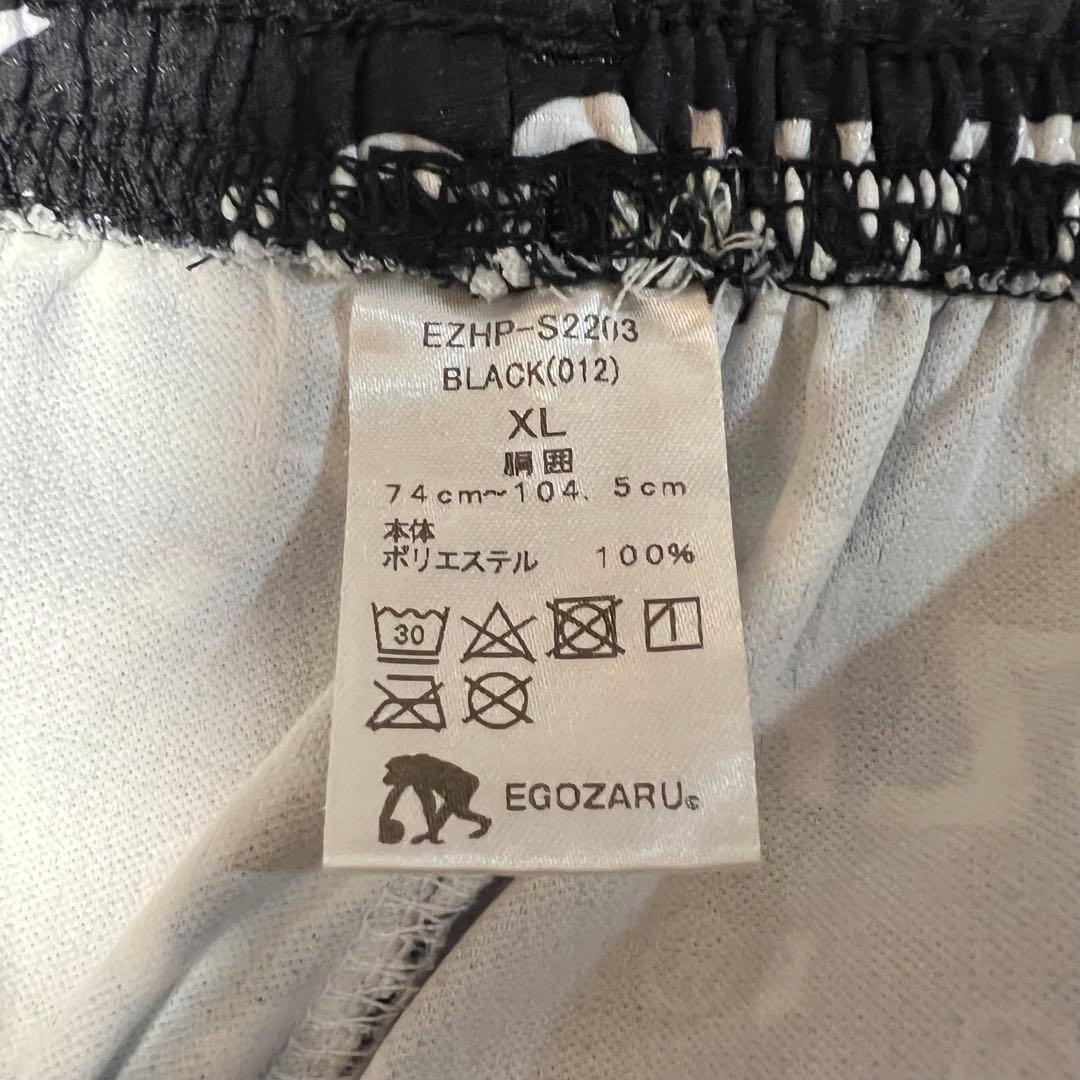 EZHP-S2203
BLACK(012)
XL
胴囲
74cm~104.5cm
本体
ポリエステル 100%
30
EGOZARU